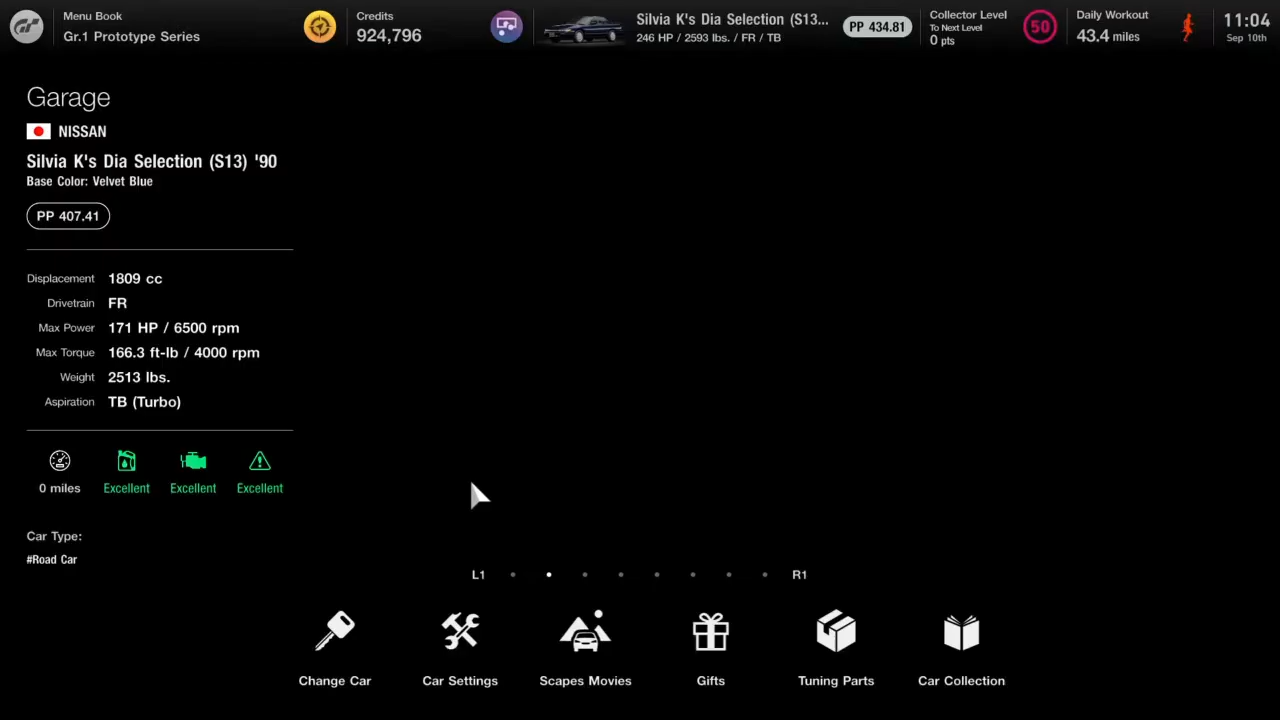 Menu Book
Gr.1 Prototype Series
Credits
924,796
Silvia K's Dia Selection (S13...
246 HP / 2593 lbs. / FR / TB
PP 434.81
Collector Level
To Next Level
0 pts
50
Daily Workout
43.4 miles
11:04
Sep 10th
Garage
NISSAN
Silvia K's Dia Selection (S13) '90
Base Color: Velvet Blue
PP 407.41
Displacement 1809 cc
Drivetrain FR
Max Power 171 HP / 6500 rpm
Max Torque 166.3 ft-lb / 4000 rpm
Weight 2513 lbs.
Aspiration TB (Turbo)
0 miles Excellent Excellent Excellent
Car Type:
#Road Car
L1 R1
Change Car Car Settings Scapes Movies Gifts Tuning Parts Car Collection